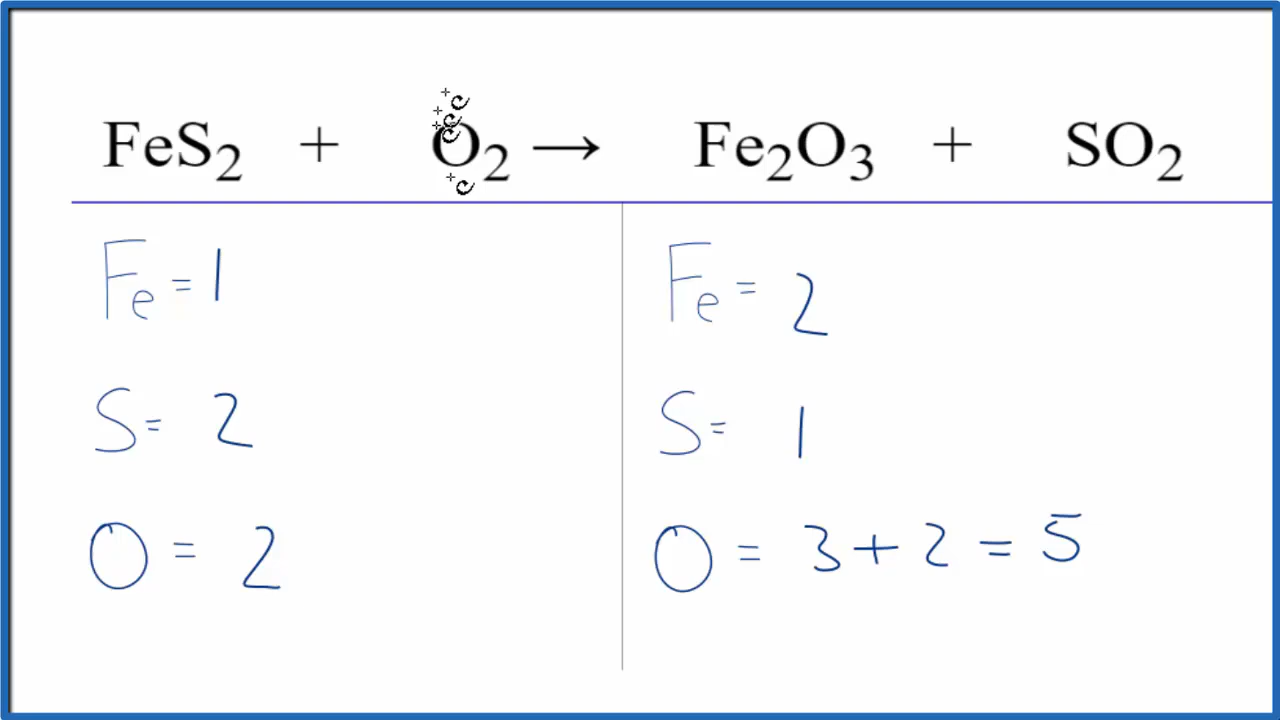 FeS₂ + O₂ → Fe₂O₃ + SO₂
Fe = 1
Fe = 2
S = 2
S = 1
O = 2
O = 3 + 2 = 5